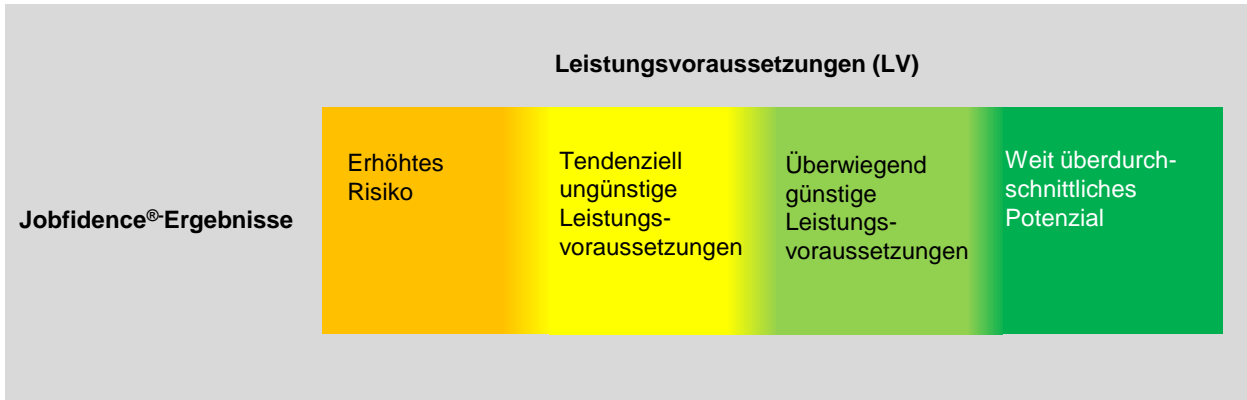 Leistungsvoraussetzungen (LV)
Erhöhtes
Risiko
Tendenziell
ungünstige
Leistungs-
voraussetzungen
Überwiegend
günstige
Leistungs-
voraussetzungen
Weit überdurch-
schnittliches
Potenzial
Jobfidence®-Ergebnisse